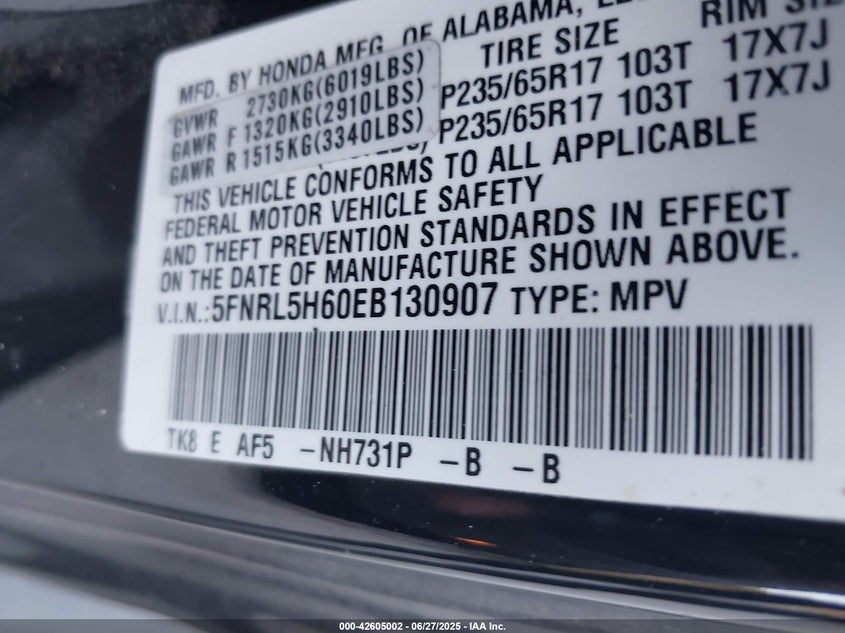 MFD. BY HONDA MFG. OF ALABAMA,
TIRE SIZE RIM
GVWR 2730KG(6019LBS)
GAWR F 1320KG(2910LBS) P235/65R17 103T 17X7J
GAWR R 1515KG(3340LBS) P235/65R17 103T 17X7J
THIS VEHICLE CONFORMS TO ALL APPLICABLE
FEDERAL MOTOR VEHICLE SAFETY
AND THEFT PREVENTION STANDARDS IN EFFECT
ON THE DATE OF MANUFACTURE SHOWN ABOVE.
V.I.N.:5FNRL5H60EB130907 TYPE: MPV
TK8 E AF5 -NH731P -B -B
000-42605002 - 06/27/2025 - IAA Inc.